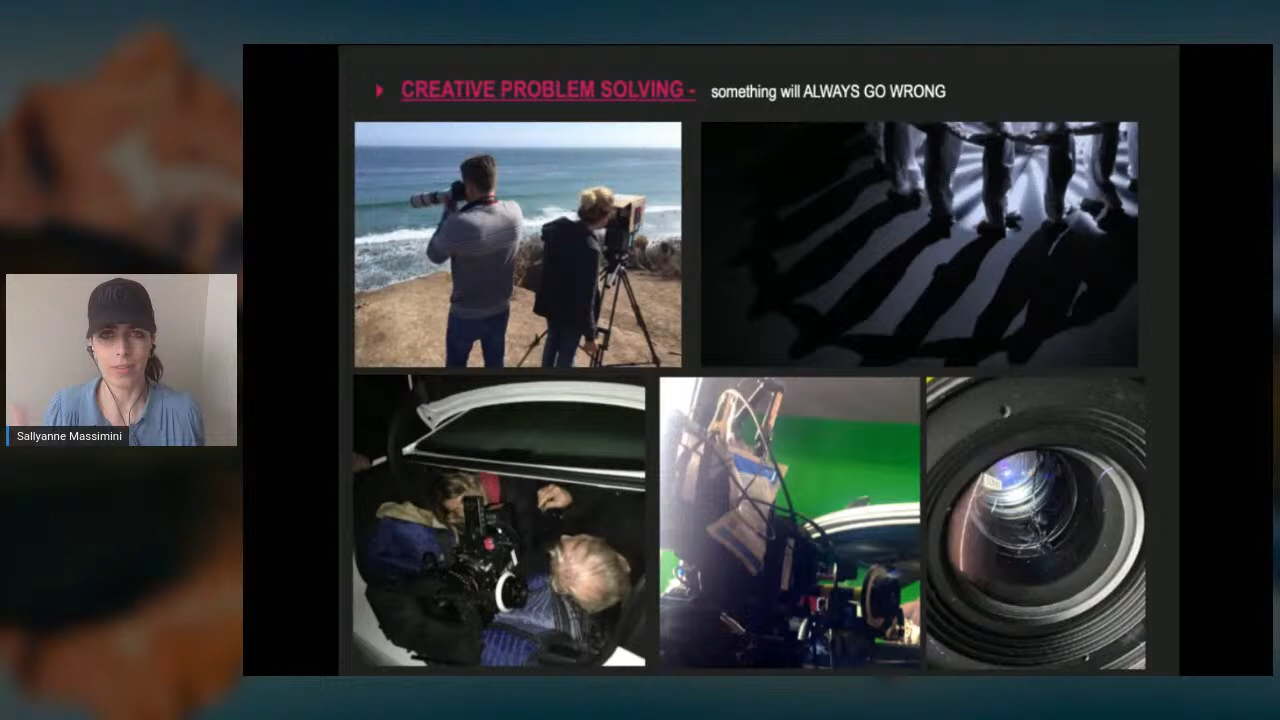 CREATIVE PROBLEM SOLVING - something will ALWAYS GO WRONG
Sallyanne Massimini